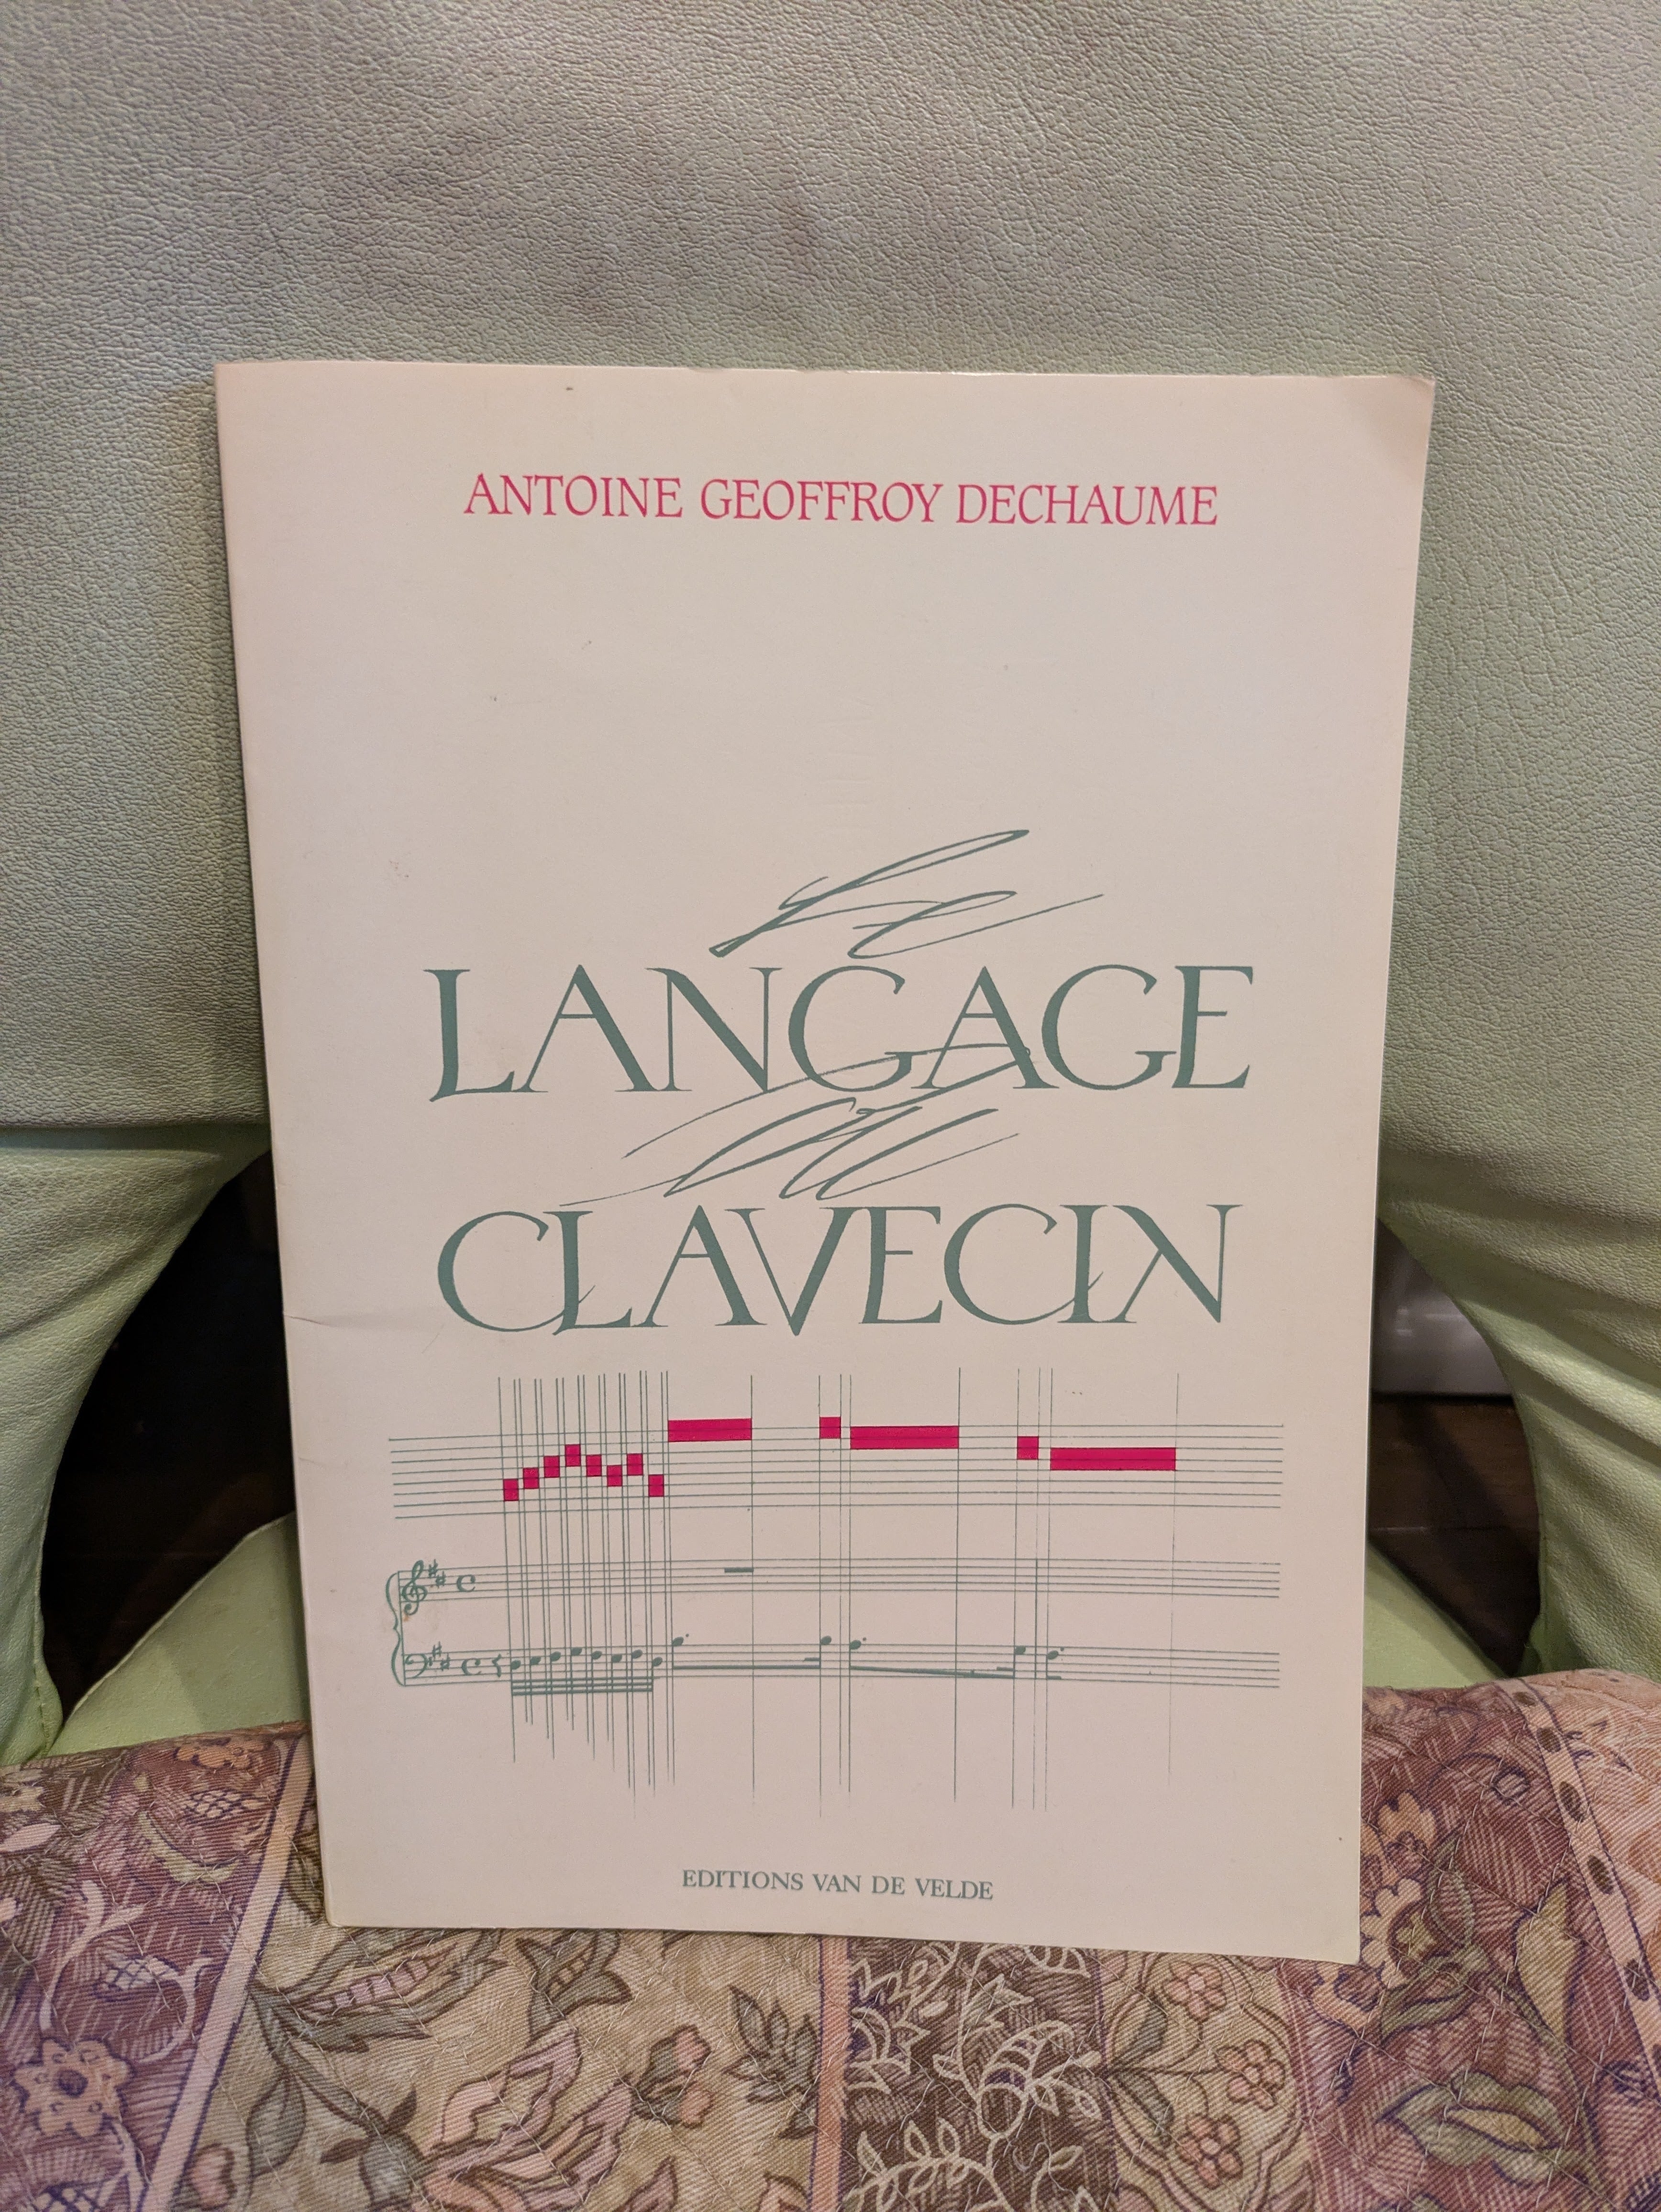 ANTOINE GEOFFROY DECHAUME
Le
LANGAGE
du
CLAVECIN
EDITIONS VAN DE VELDE